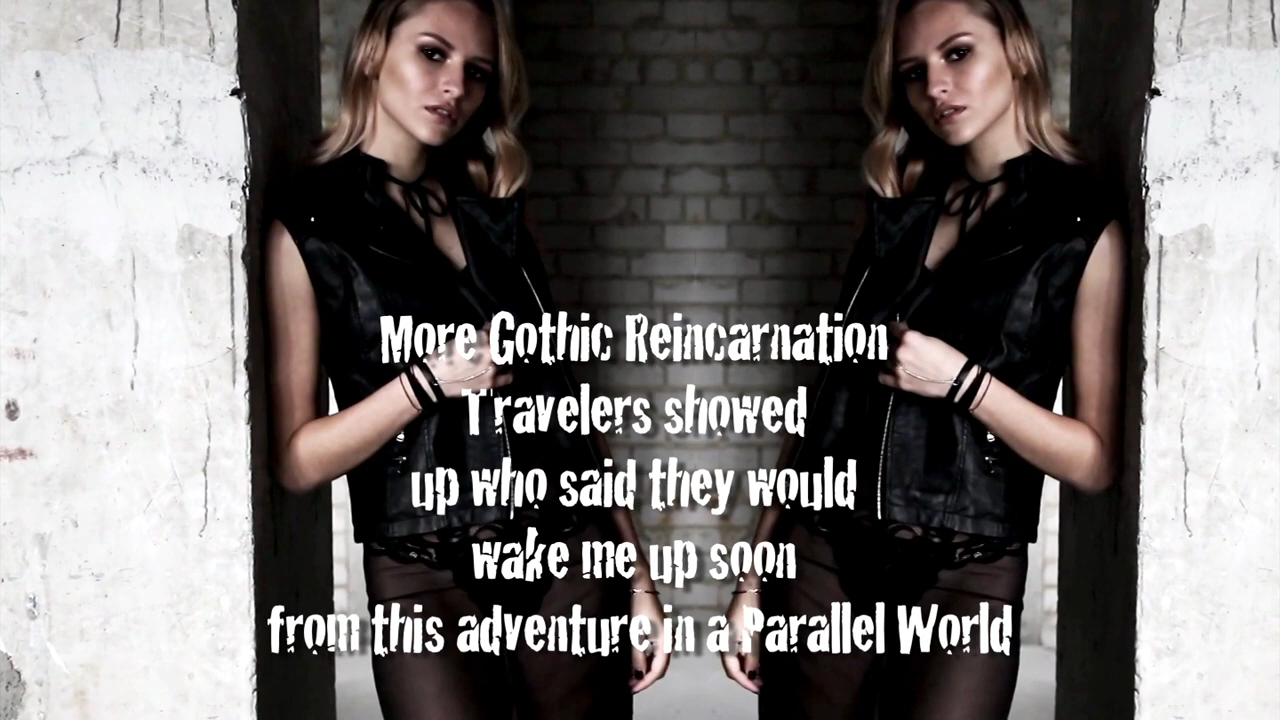 More Gothic Reincarnation
Travelers showed
up who said they would
wake me up soon
from this adventure in a Parallel World